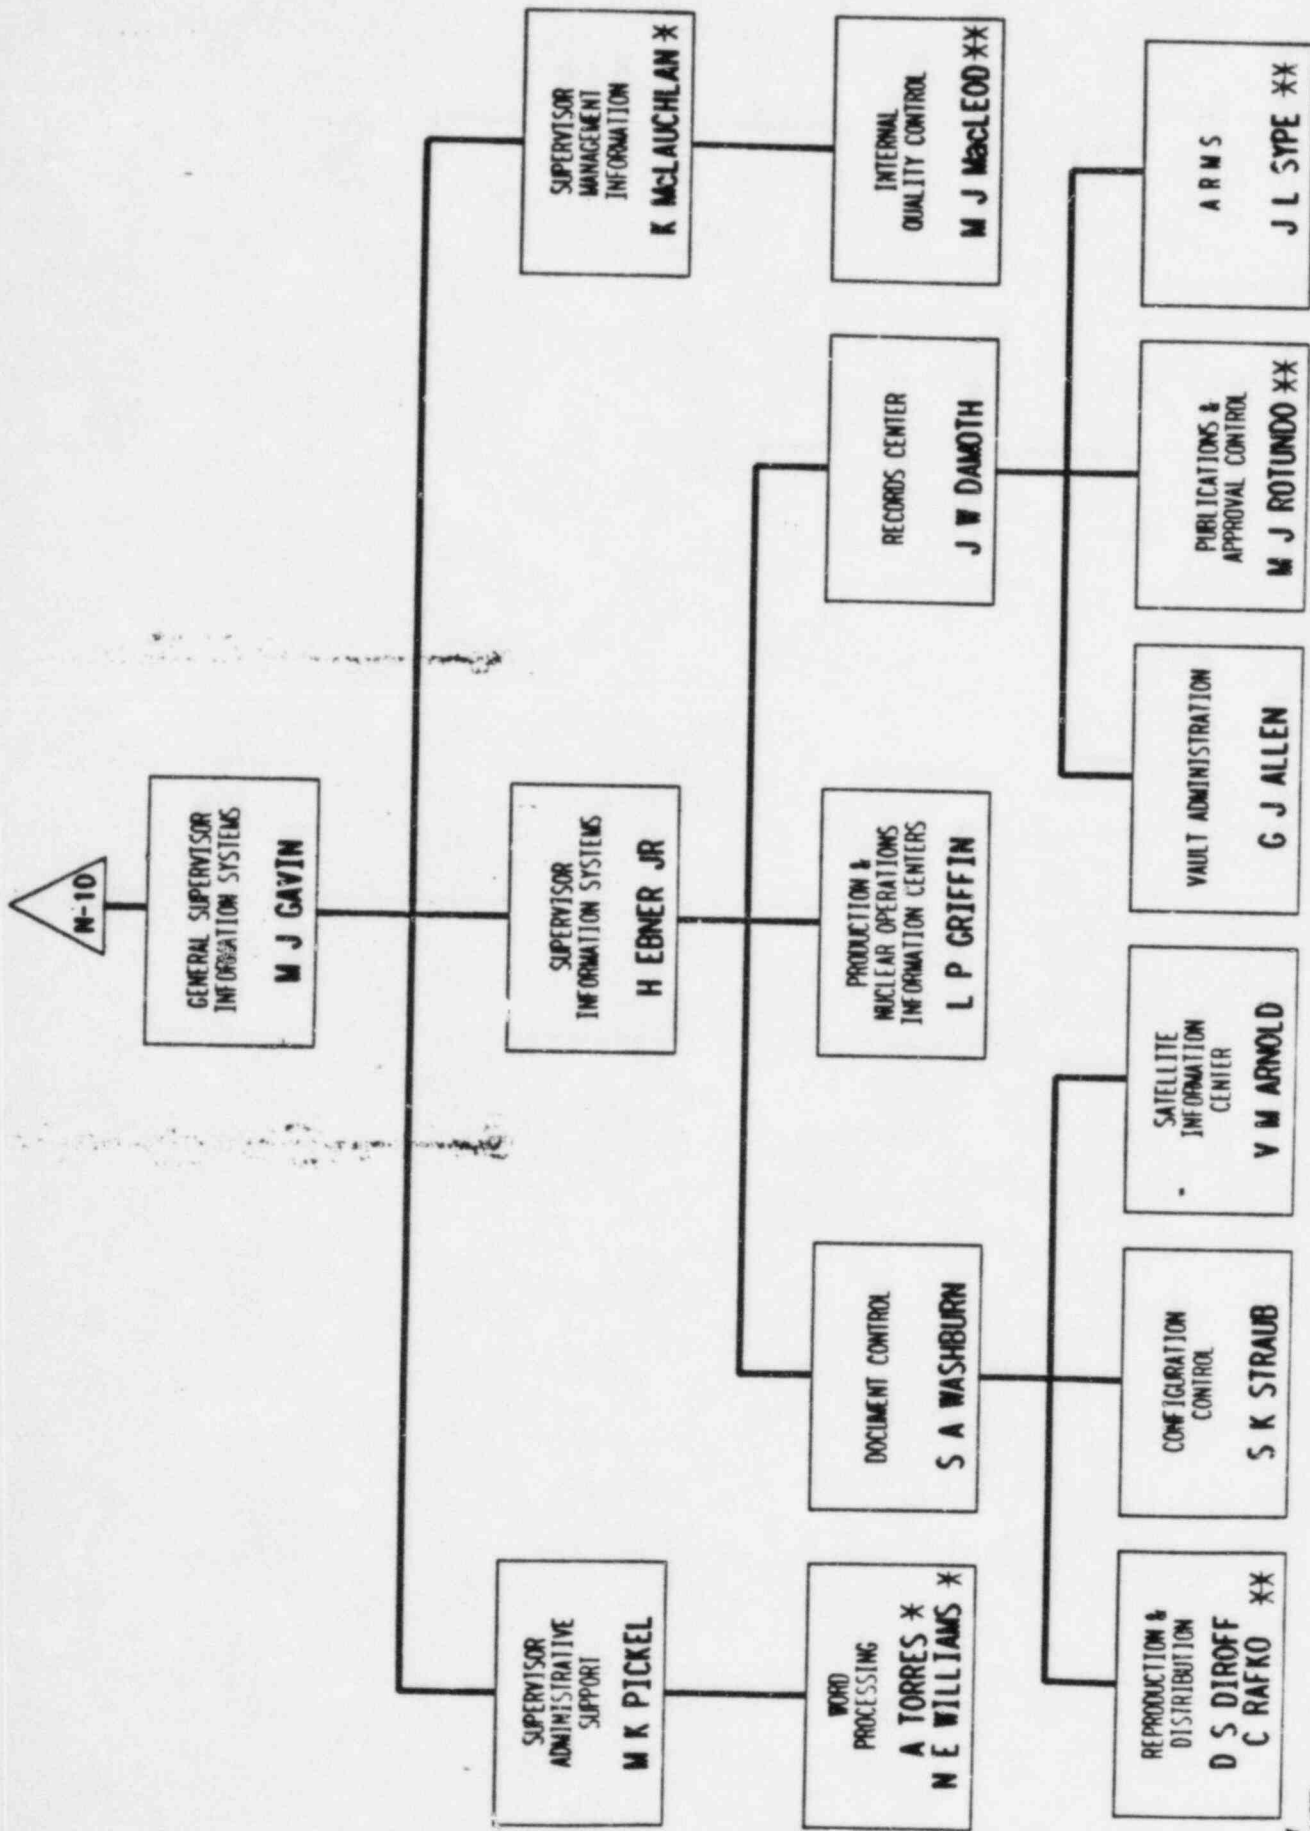 M-10
GENERAL SUPERVISOR
INFORMATION SYSTEMS
M J GAVIN
SUPERVISOR
ADMINISTRATIVE
SUPPORT
M K PICKEL
SUPERVISOR
INFORMATION SYSTEMS
H EBNER JR
SUPERVISOR
MANAGEMENT
INFORMATION
K McLAUCHLAN *
WORD
PROCESSING
A TORRES *
N E WILLIAMS *
DOCUMENT CONTROL
S A WASHBURN
PRODUCTION &
NUCLEAR OPERATIONS
INFORMATION CENTERS
L P GRIFFIN
RECORDS CENTER
J W DAMOTH
INTERNAL
QUALITY CONTROL
M J MacLEOD **
REPRODUCTION &
DISTRIBUTION
D S DIROFF
C RAFKO **
CONFIGURATION
CONTROL
S K STRAUB
SATELLITE
INFORMATION
CENTER
V M ARNOLD
VAULT ADMINISTRATION
G J ALLEN
PUBLICATIONS &
APPROVAL CONTROL
M J ROTUNDO **
A R M S
J L SYPE **